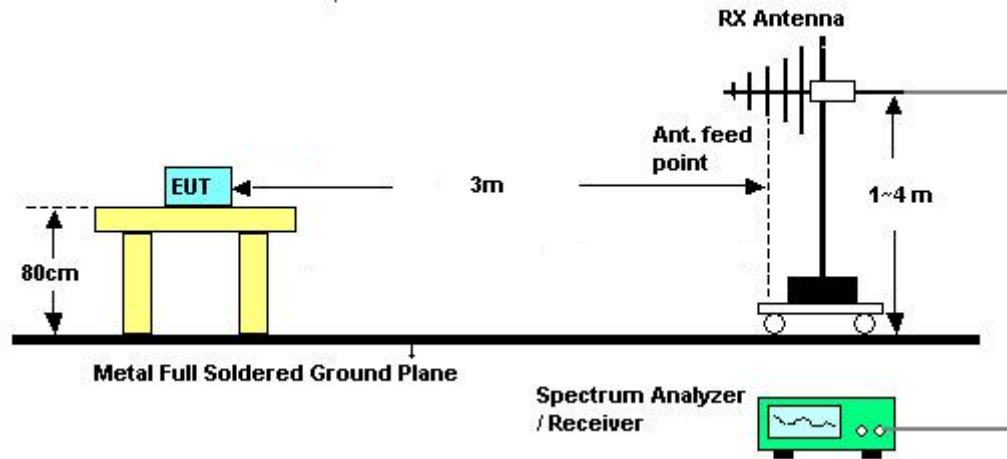 RX Antenna
Ant. feed
point
EUT
3m
1~4 m
80cm
Metal Full Soldered Ground Plane
Spectrum Analyzer
/ Receiver